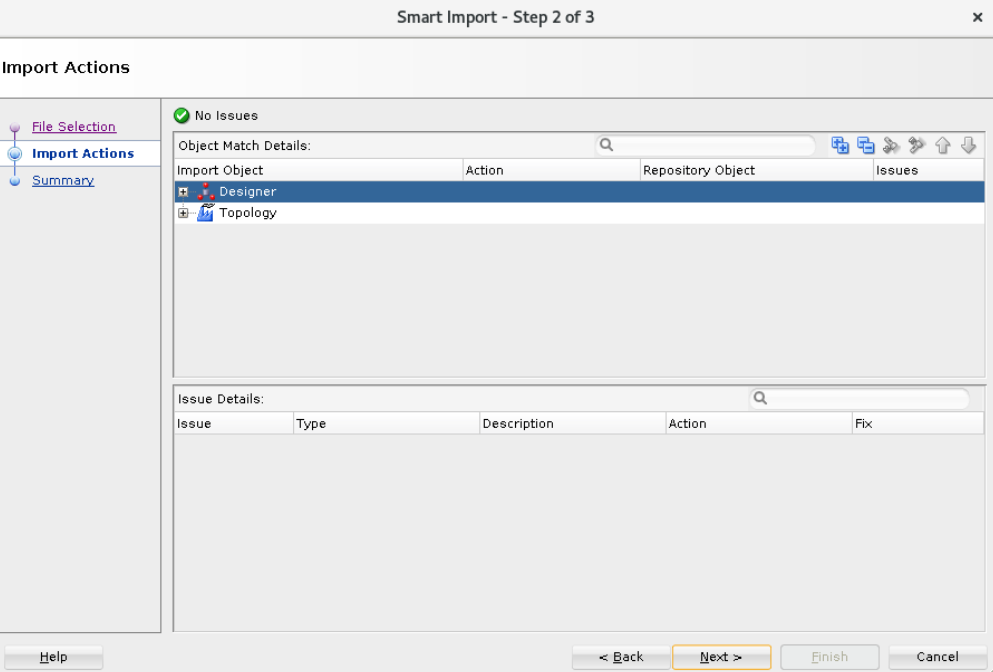 Smart Import - Step 2 of 3
Import Actions
File Selection
Import Actions
Summary
No Issues
Object Match Details:
Import Object Action Repository Object Issues
Designer
Topology
Issue Details:
Issue Type Description Action Fix
Help < Back Next > Finish Cancel